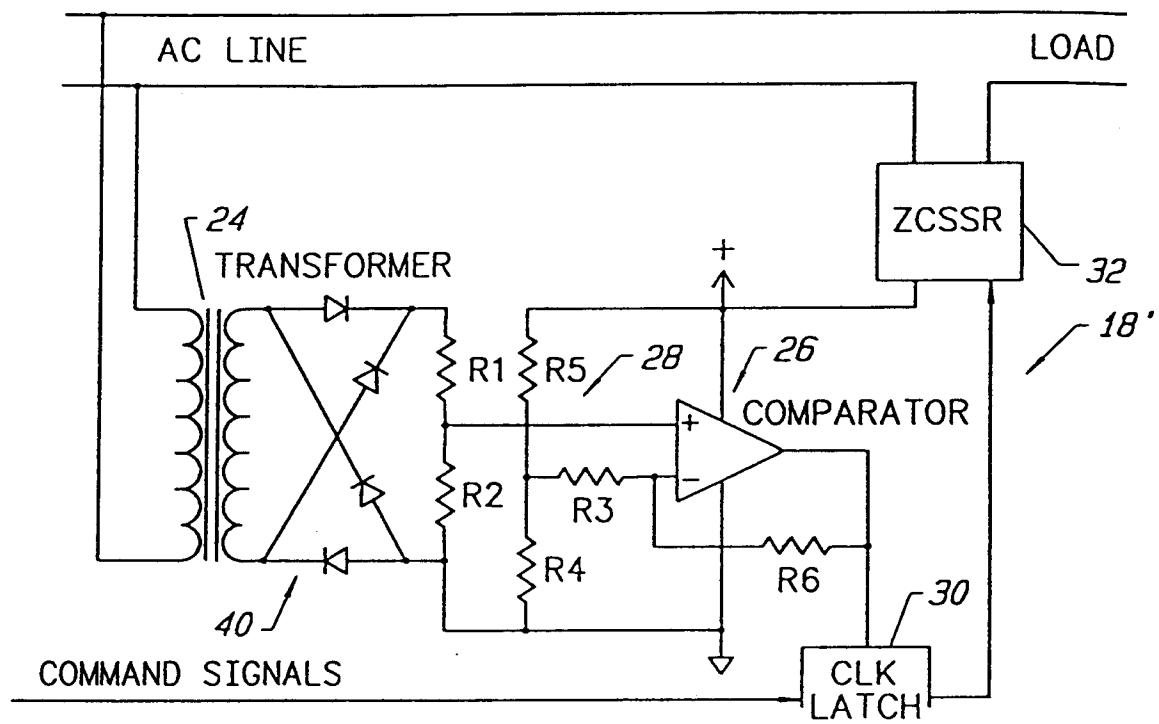 AC LINE
LOAD
ZCSSR
24
TRANSFORMER
+
32
18'
R1
R5
28
26
COMPARATOR
+
R2
R3
−
R4
R6
40
30
COMMAND SIGNALS
CLK
LATCH